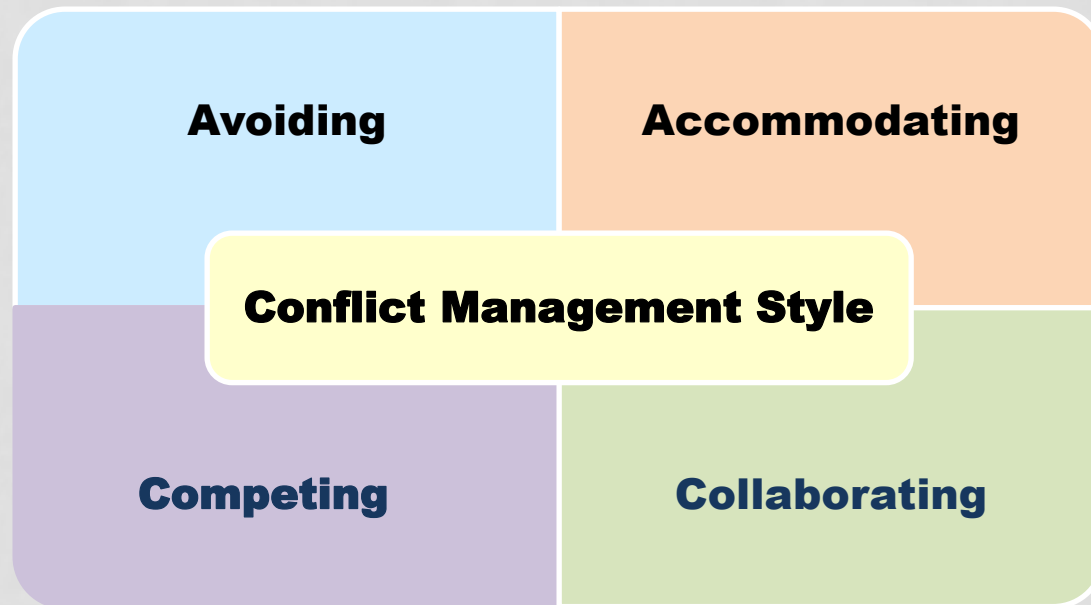 Avoiding
Accommodating
Conflict Management Style
Competing
Collaborating